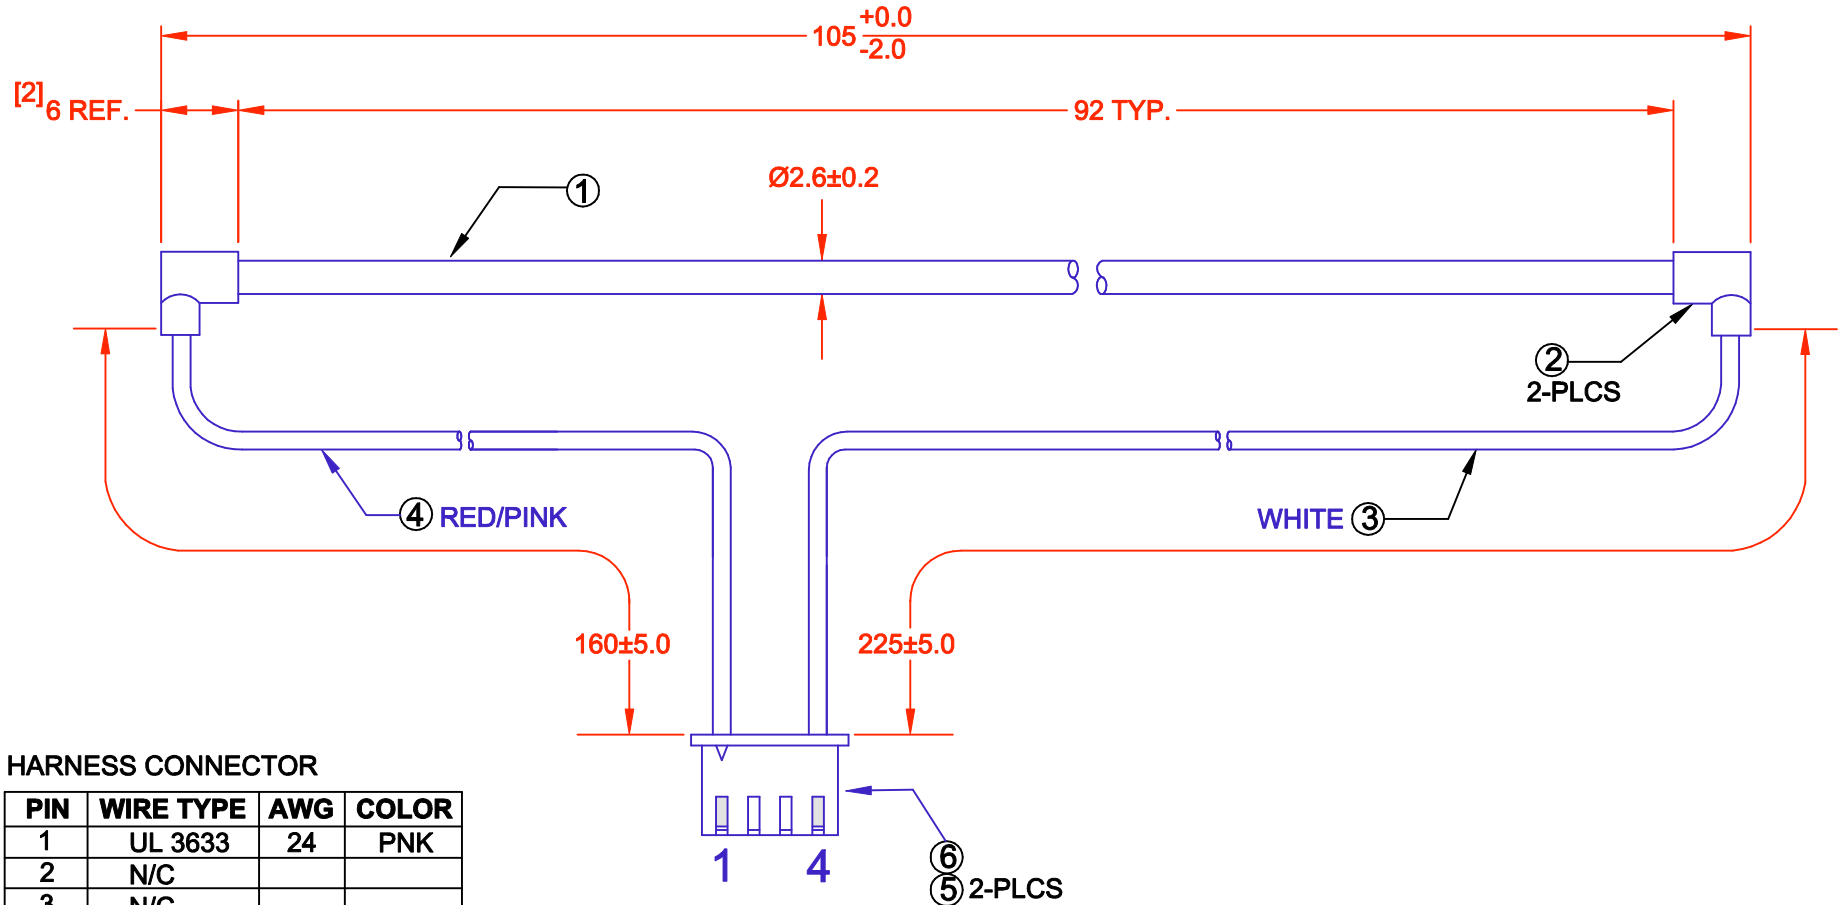 105 +0.0
-2.0
[2] 6 REF.
92 TYP.
Ø2.6±0.2
1
2
2-PLCS
4 RED/PINK
WHITE 3
160±5.0
225±5.0
HARNESS CONNECTOR
PIN WIRE TYPE AWG COLOR
1 UL 3633 24 PNK
2 N/C
3 N/C
1 4
6
5 2-PLCS